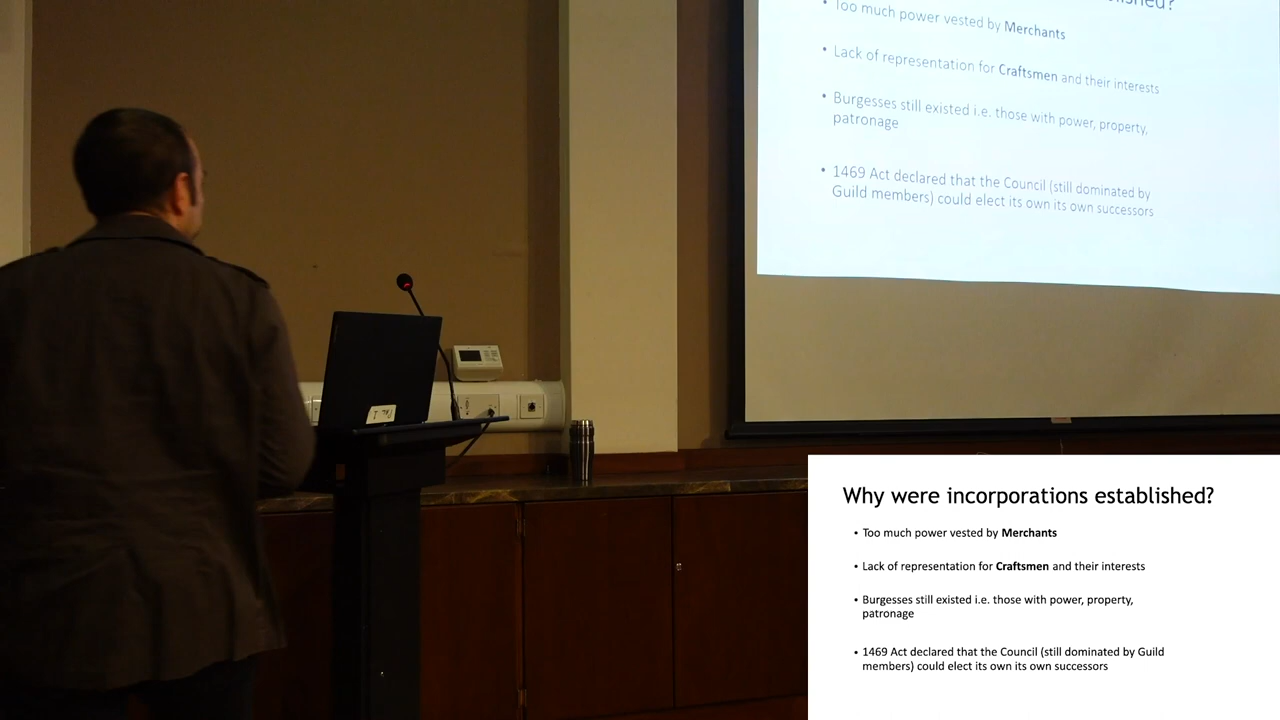 blished?
• Too much power vested by Merchants
• Lack of representation for Craftsmen and their interests
• Burgesses still existed i.e. those with power, property,
patronage
• 1469 Act declared that the Council (still dominated by
Guild members) could elect its own its own successors
Why were incorporations established?
• Too much power vested by Merchants
• Lack of representation for Craftsmen and their interests
• Burgesses still existed i.e. those with power, property,
patronage
• 1469 Act declared that the Council (still dominated by Guild
members) could elect its own its own successors